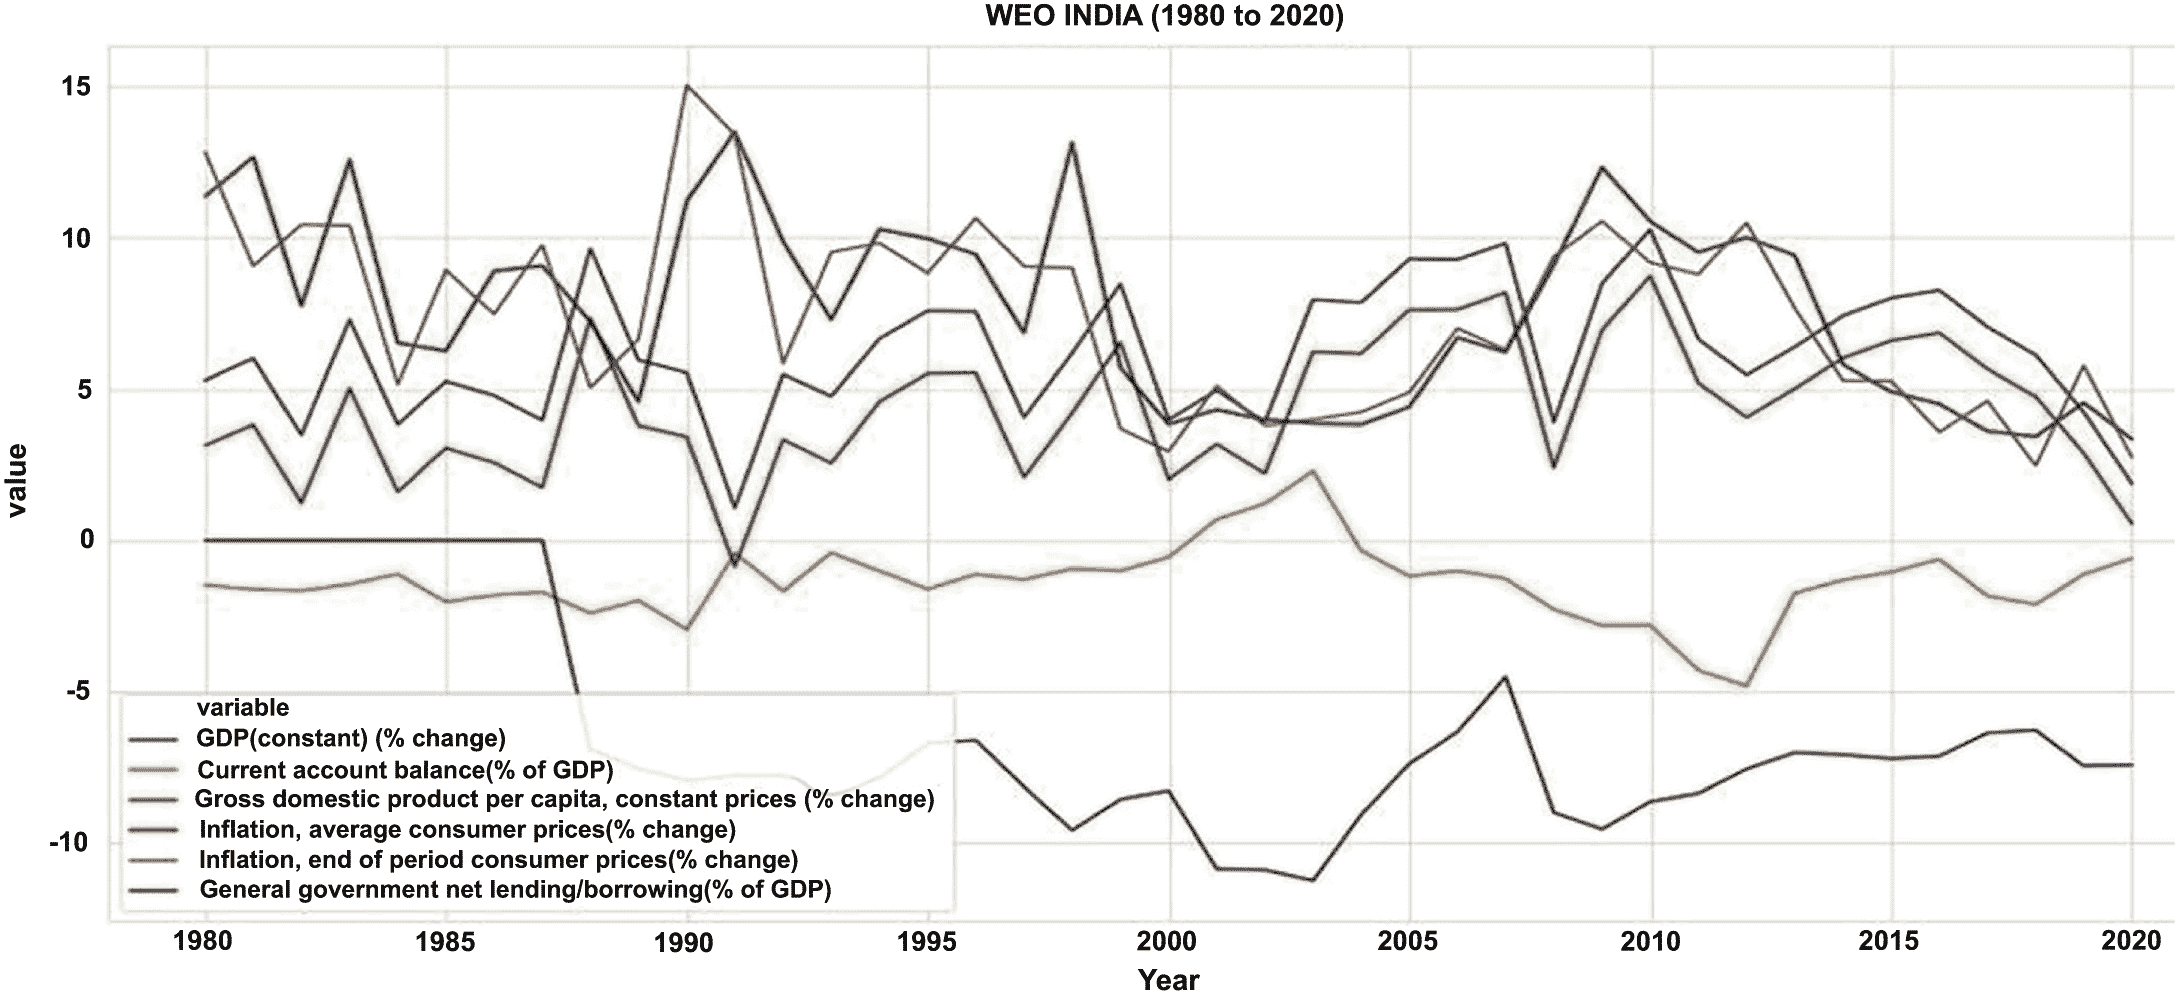 WEO INDIA (1980 to 2020)
15
10
5
0
-5
-10
value
variable
GDP(constant) (% change)
Current account balance(% of GDP)
Gross domestic product per capita, constant prices (% change)
Inflation, average consumer prices(% change)
Inflation, end of period consumer prices(% change)
General government net lending/borrowing(% of GDP)
1980 1985 1990 1995 2000 2005 2010 2015 2020
Year